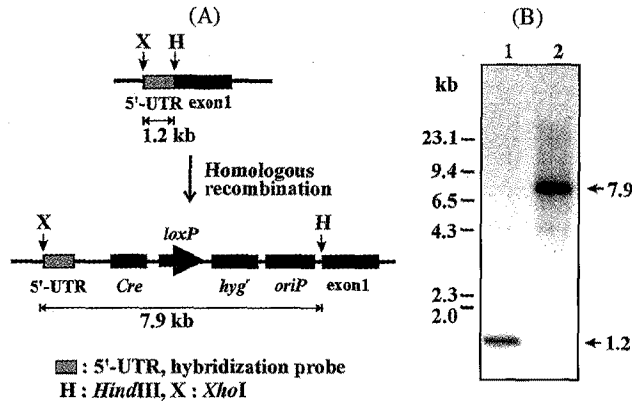 (A)
X H
5'-UTR exon1
1.2 kb
Homologous
recombination
X
H
loxP
5'-UTR Cre hygʳ oriP exon1
7.9 kb
: 5'-UTR, hybridization probe
H : HindIII, X : XhoI
(B)
1 2
kb
23.1
9.4
6.5
4.3
2.3
2.0
7.9
1.2